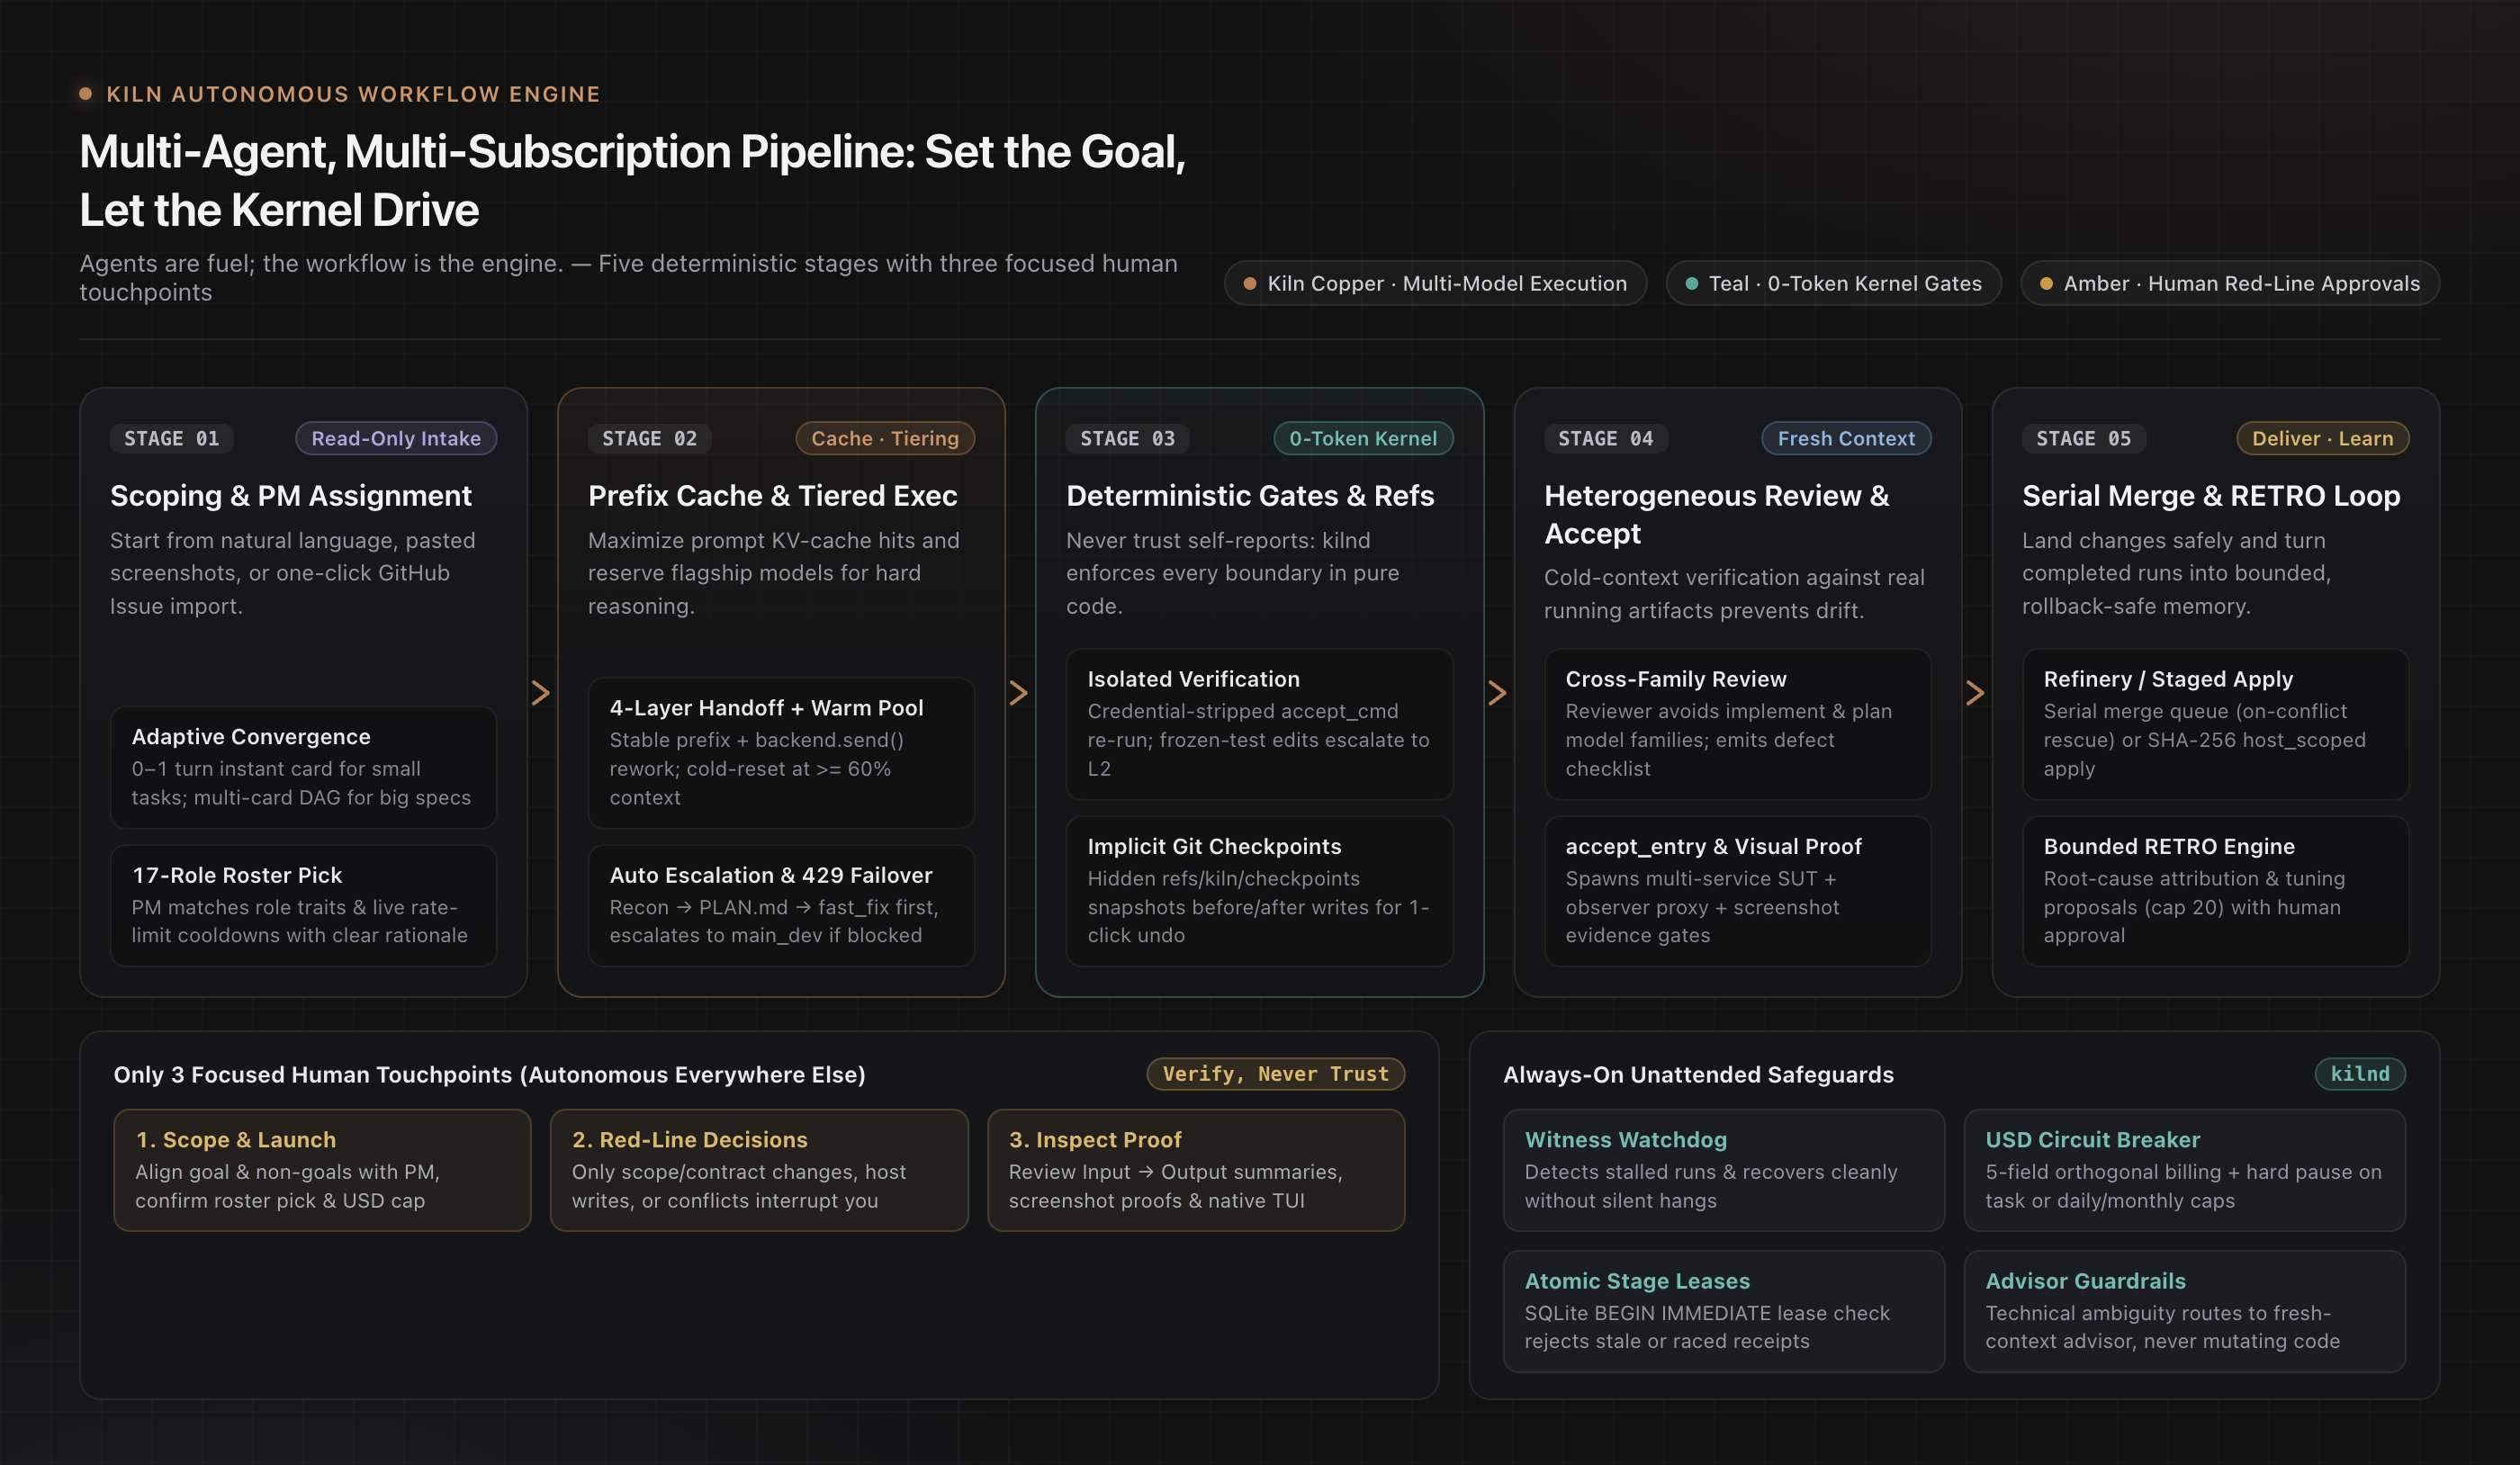 KILN AUTONOMOUS WORKFLOW ENGINE
Multi-Agent, Multi-Subscription Pipeline: Set the Goal,
Let the Kernel Drive
Agents are fuel; the workflow is the engine. — Five deterministic stages with three focused human
touchpoints
Kiln Copper · Multi-Model Execution
Teal · 0-Token Kernel Gates
Amber · Human Red-Line Approvals
STAGE 01
Read-Only Intake
Scoping & PM Assignment
Start from natural language, pasted
screenshots, or one-click GitHub
Issue import.
Adaptive Convergence
0–1 turn instant card for small
tasks; multi-card DAG for big specs
17-Role Roster Pick
PM matches role traits & live rate-
limit cooldowns with clear rationale
STAGE 02
Cache · Tiering
Prefix Cache & Tiered Exec
Maximize prompt KV-cache hits and
reserve flagship models for hard
reasoning.
4-Layer Handoff + Warm Pool
Stable prefix + backend.send()
rework; cold-reset at >= 60%
context
Auto Escalation & 429 Failover
Recon → PLAN.md → fast_fix first,
escalates to main_dev if blocked
STAGE 03
0-Token Kernel
Deterministic Gates & Refs
Never trust self-reports: kilnd
enforces every boundary in pure
code.
Isolated Verification
Credential-stripped accept_cmd
re-run; frozen-test edits escalate to
L2
Implicit Git Checkpoints
Hidden refs/kiln/checkpoints
snapshots before/after writes for 1-
click undo
STAGE 04
Fresh Context
Heterogeneous Review &
Accept
Cold-context verification against real
running artifacts prevents drift.
Cross-Family Review
Reviewer avoids implement & plan
model families; emits defect
checklist
accept_entry & Visual Proof
Spawns multi-service SUT +
observer proxy + screenshot
evidence gates
STAGE 05
Deliver · Learn
Serial Merge & RETRO Loop
Land changes safely and turn
completed runs into bounded,
rollback-safe memory.
Refinery / Staged Apply
Serial merge queue (on-conflict
rescue) or SHA-256 host_scoped
apply
Bounded RETRO Engine
Root-cause attribution & tuning
proposals (cap 20) with human
approval
Only 3 Focused Human Touchpoints (Autonomous Everywhere Else)
Verify, Never Trust
1. Scope & Launch
Align goal & non-goals with PM,
confirm roster pick & USD cap
2. Red-Line Decisions
Only scope/contract changes, host
writes, or conflicts interrupt you
3. Inspect Proof
Review Input → Output summaries,
screenshot proofs & native TUI
Always-On Unattended Safeguards
kilnd
Witness Watchdog
Detects stalled runs & recovers cleanly
without silent hangs
USD Circuit Breaker
5-field orthogonal billing + hard pause on
task or daily/monthly caps
Atomic Stage Leases
SQLite BEGIN IMMEDIATE lease check
rejects stale or raced receipts
Advisor Guardrails
Technical ambiguity routes to fresh-
context advisor, never mutating code